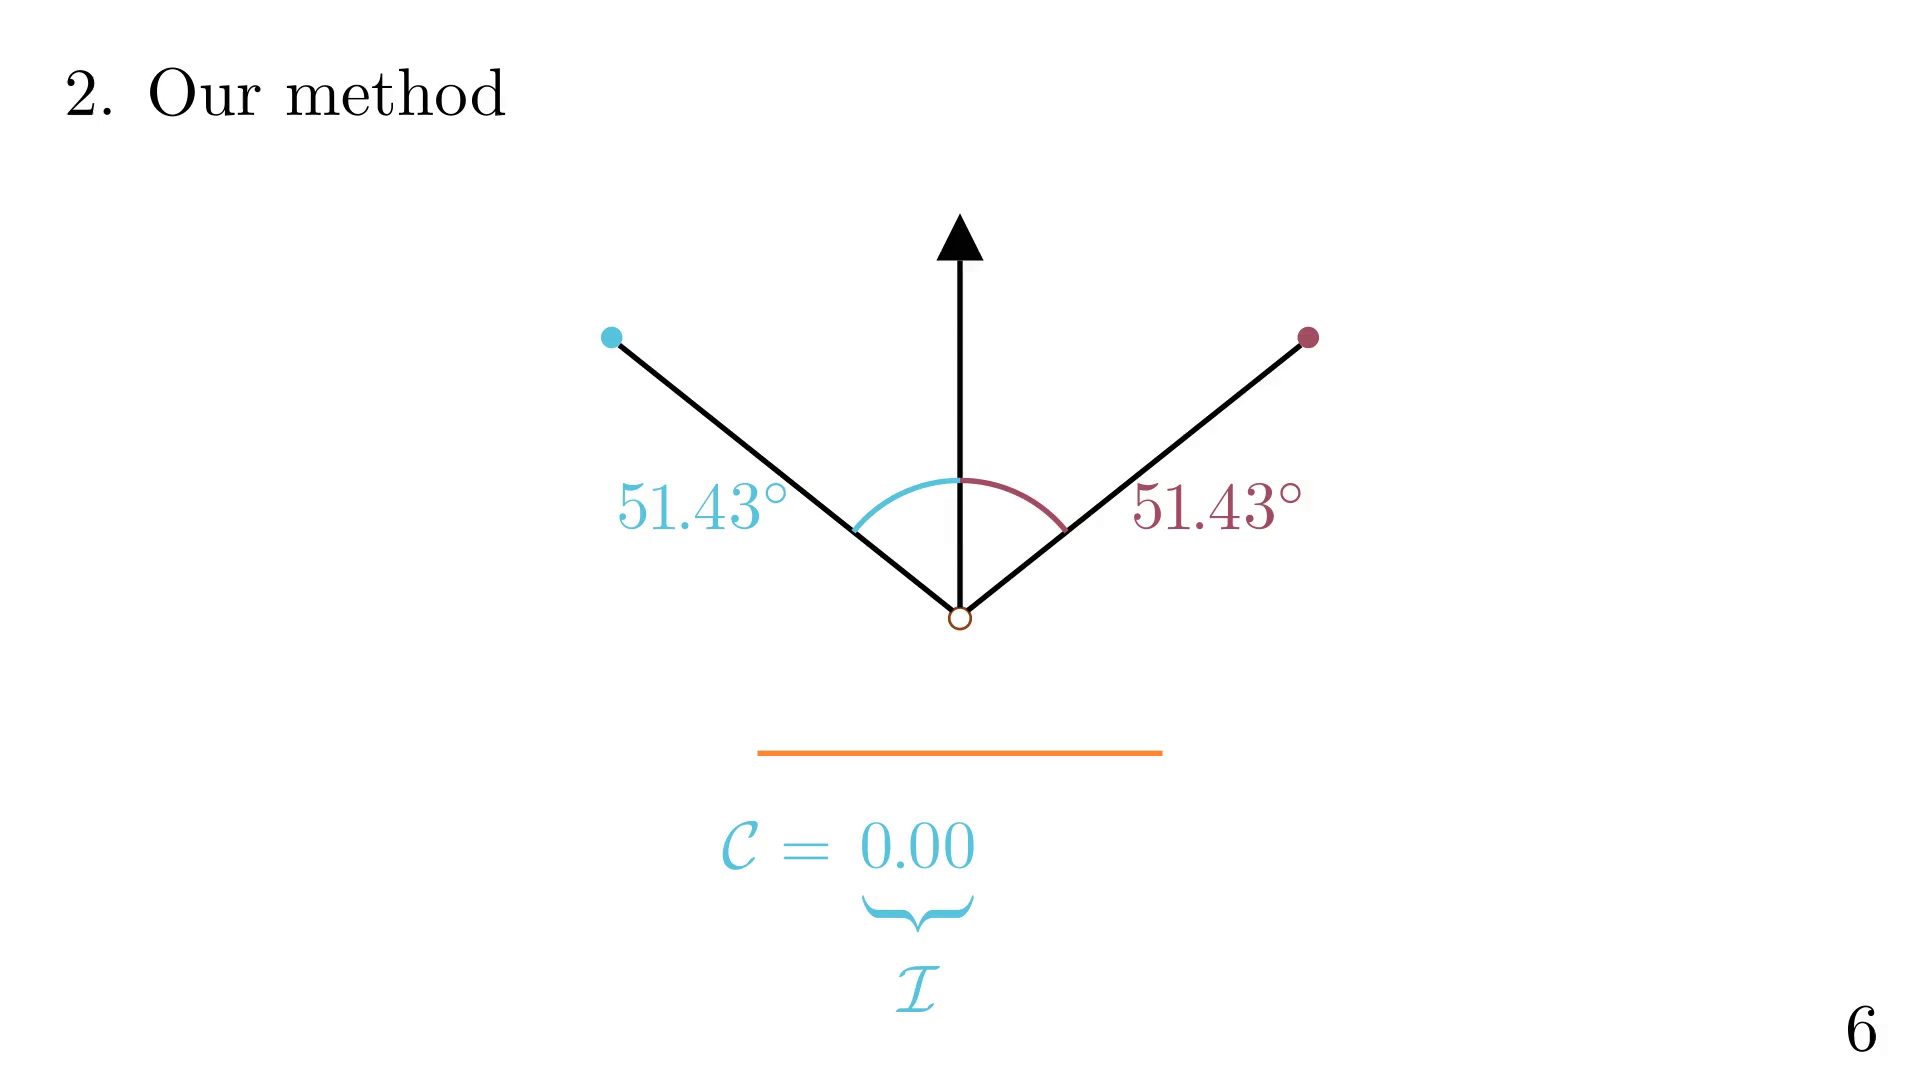 2. Our method
51.43° 51.43°
𝒞 = 0.00
ℐ
6